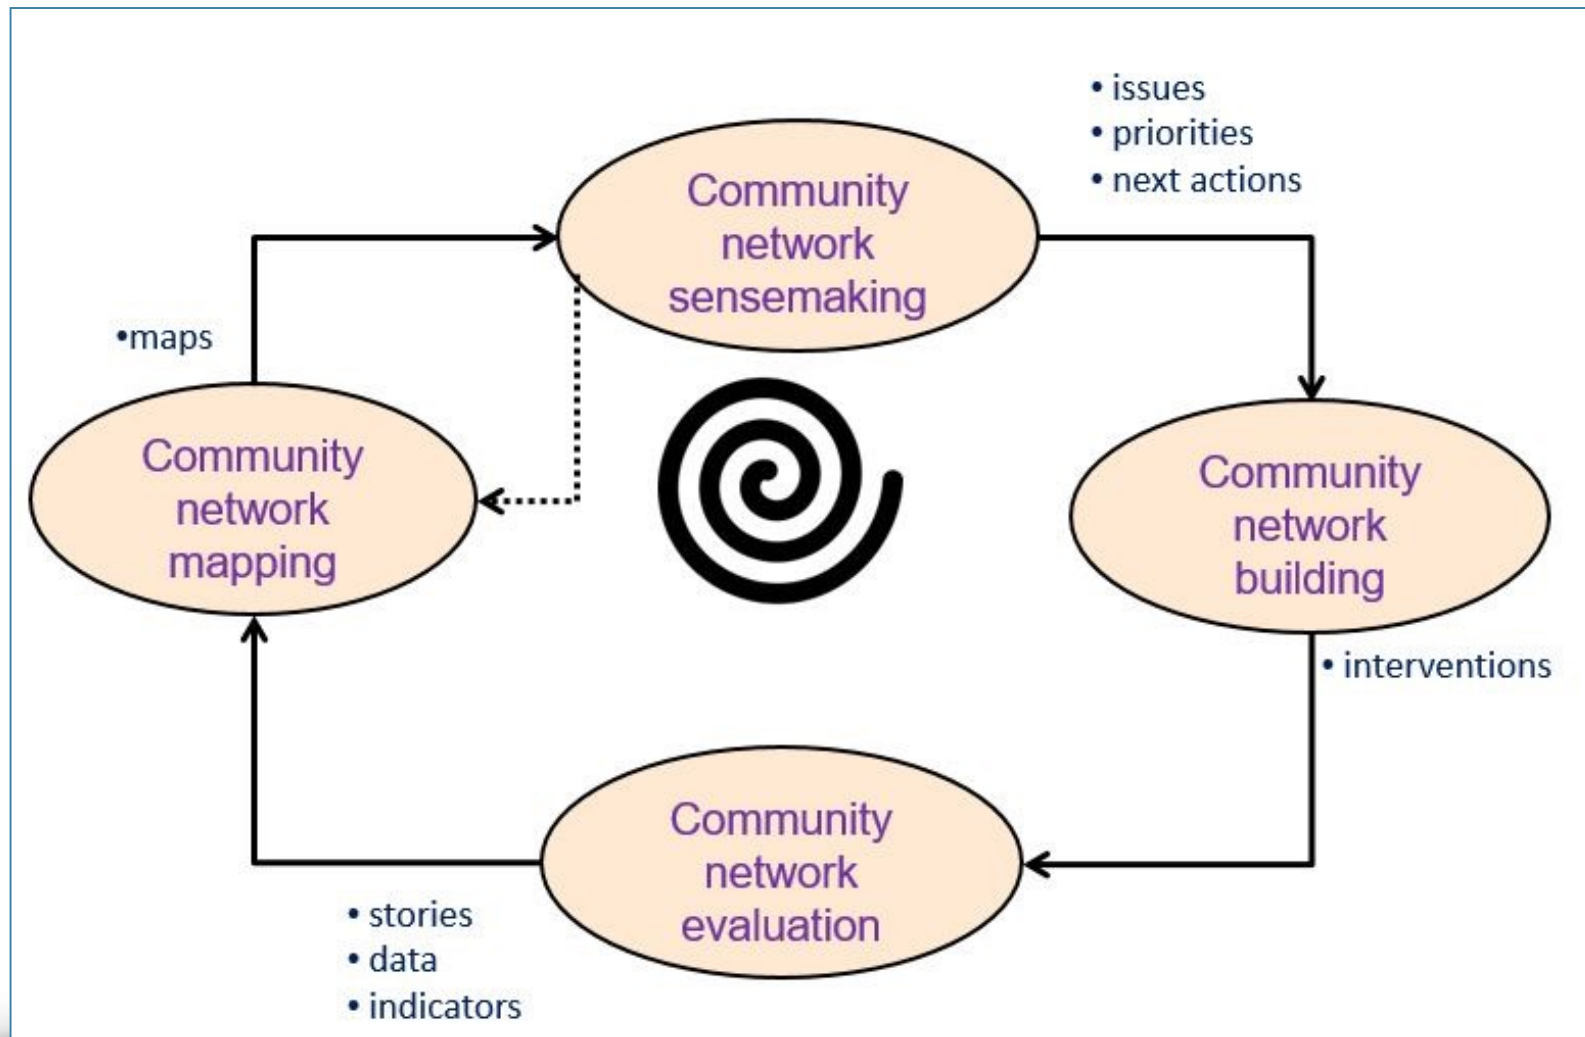 • issues
• priorities
• next actions
Community
network
sensemaking
•maps
Community
network
mapping
Community
network
building
• interventions
Community
network
evaluation
• stories
• data
• indicators